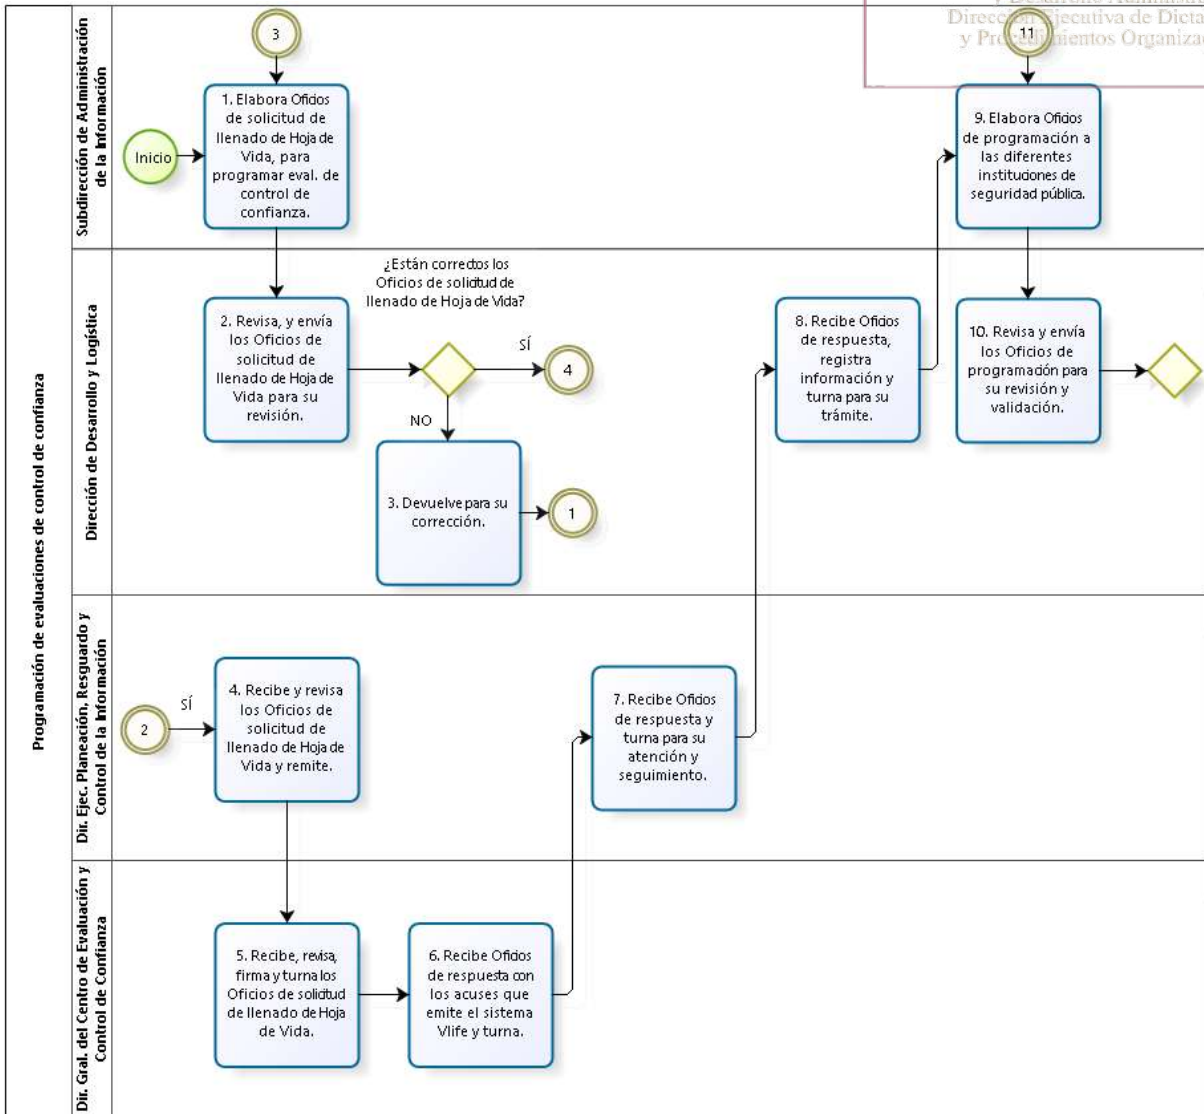 Programación de evaluaciones de control de confianza
Subdirección de Administración
de la Información
3
Inicio
1. Elabora Oficios
de solicitud de
llenado de Hoja de
Vida, para
programar eval. de
control de
confianza.
Dirección Ejecutiva de
y Procedimientos
11
9. Elabora Oficios
de programación a
las diferentes
instituciones de
seguridad pública.
Dirección de Desarrollo y Logística
2. Revisa, y envía
los Oficios de
solicitud de
llenado de Hoja de
Vida para su
revisión.
¿Están correctos los
Oficios de solicitud de
llenado de Hoja de Vida?
SÍ
4
NO
3. Devuelve para su
corrección.
1
8. Recibe Oficios
de respuesta,
registra
información y
turna para su
trámite.
10. Revisa y envía
los Oficios de
programación para
su revisión y
validación.
Dir. Ejec. Planeación, Resguardo y
Control de la Información
2
SÍ
4. Recibe y revisa
los Oficios de
solicitud de
llenado de Hoja de
Vida y remite.
7. Recibe Oficios
de respuesta y
turna para su
atención y
seguimiento.
Dir. Gral. del Centro de Evaluación y
Control de Confianza
5. Recibe, revisa,
firma y turna los
Oficios de solicitud
de llenado de Hoja
de Vida.
6. Recibe Oficios
de respuesta con
los acuses que
emite el sistema
Vlife y turna.